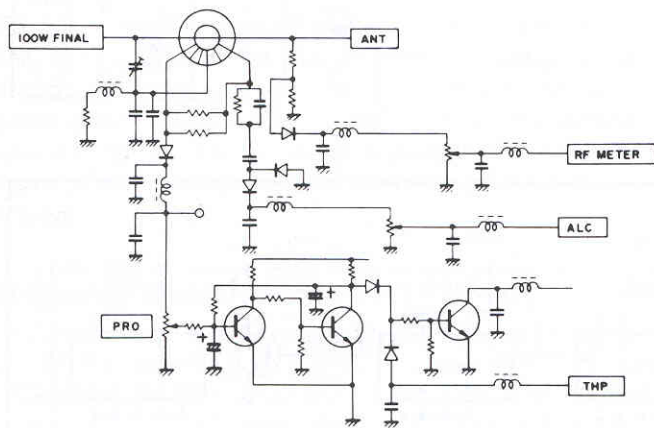 100W FINAL
ANT
RF METER
ALC
PRO
+
+
THP